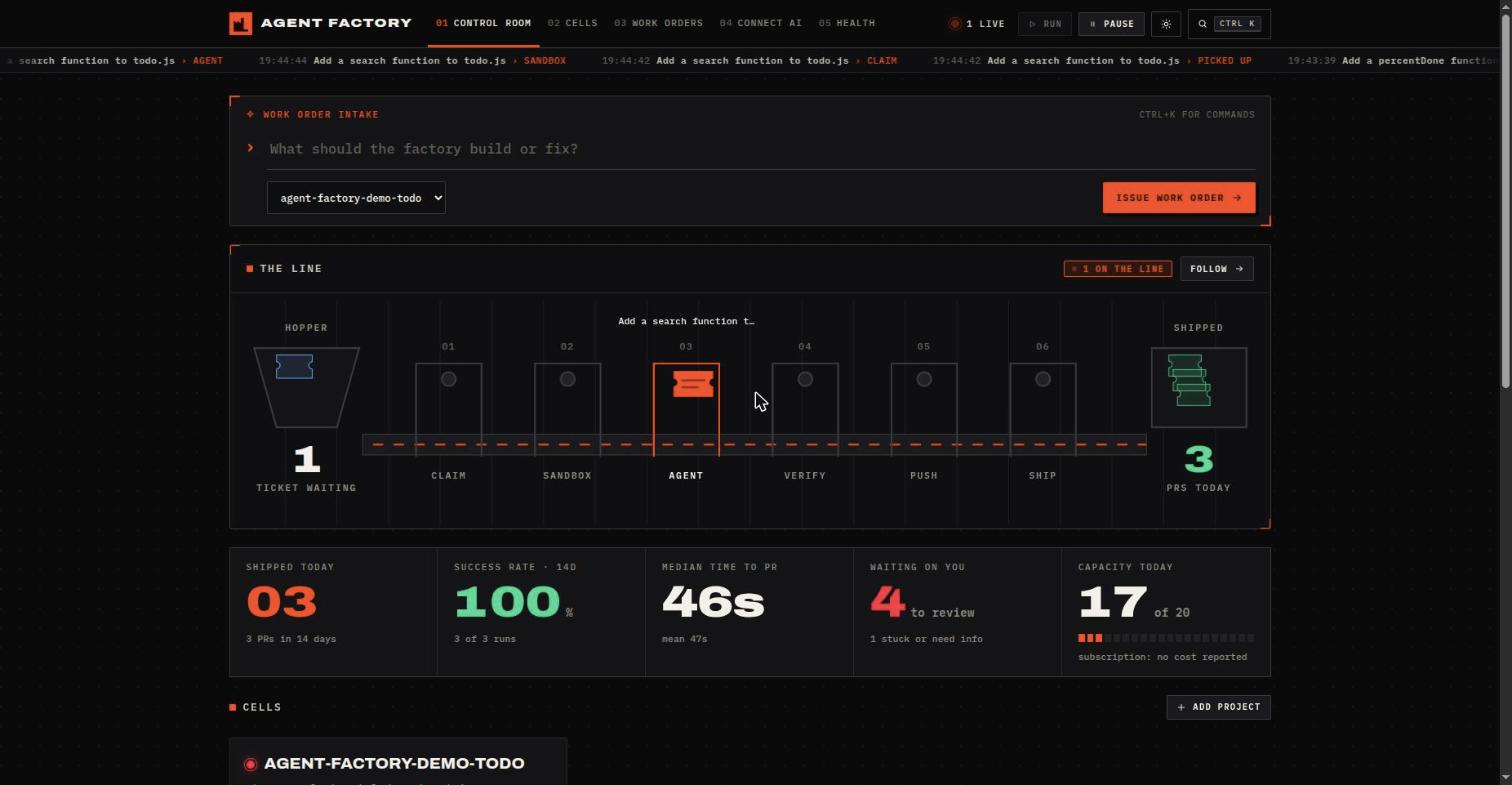 AGENT FACTORY
01 CONTROL ROOM
02 CELLS
03 WORK ORDERS
04 CONNECT AI
05 HEALTH
1 LIVE
RUN
PAUSE
CTRL K
a search function to todo.js › AGENT
19:44:44 Add a search function to todo.js › SANDBOX
19:44:42 Add a search function to todo.js › CLAIM
19:44:42 Add a search function to todo.js › PICKED UP
19:43:39 Add a percentDone function
WORK ORDER INTAKE
CTRL+K FOR COMMANDS
What should the factory build or fix?
agent-factory-demo-todo
ISSUE WORK ORDER →
THE LINE
1 ON THE LINE
FOLLOW →
Add a search function t…
HOPPER
SHIPPED
01
02
03
04
05
06
1
TICKET WAITING
CLAIM
SANDBOX
AGENT
VERIFY
PUSH
SHIP
3
PRS TODAY
SHIPPED TODAY
03
3 PRs in 14 days
SUCCESS RATE · 14D
100 %
3 of 3 runs
MEDIAN TIME TO PR
46s
mean 47s
WAITING ON YOU
4 to review
1 stuck or need info
CAPACITY TODAY
17 of 20
subscription: no cost reported
CELLS
+ ADD PROJECT
AGENT-FACTORY-DEMO-TODO